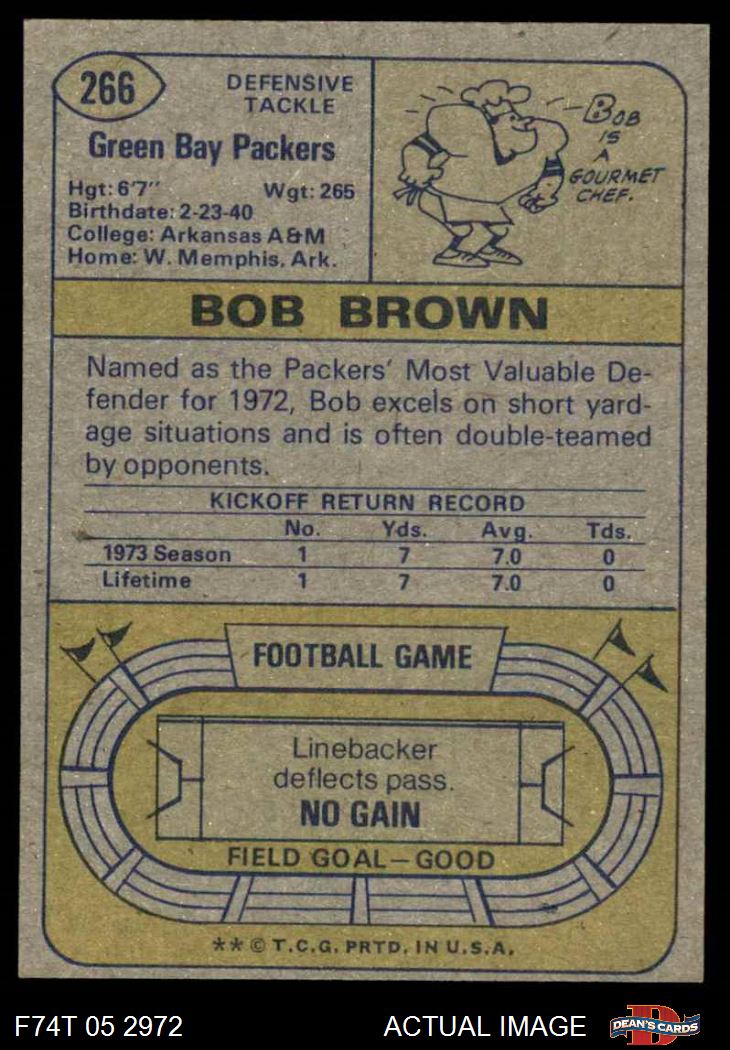 266
DEFENSIVE
TACKLE
Green Bay Packers
Hgt: 6'7" Wgt: 265
Birthdate: 2-23-40
College: Arkansas A&M
Home: W. Memphis, Ark.
BOB
IS
A
GOURMET
CHEF.
BOB BROWN
Named as the Packers' Most Valuable De-
fender for 1972, Bob excels on short yard-
age situations and is often double-teamed
by opponents.
KICKOFF RETURN RECORD
No. Yds. Avg. Tds.
1973 Season 1 7 7.0 0
Lifetime 1 7 7.0 0
FOOTBALL GAME
Linebacker
deflects pass.
NO GAIN
FIELD GOAL—GOOD
** © T.C.G. PRTD. IN U.S.A.
F74T 05 2972 ACTUAL IMAGE
D
DEAN'S CARDS